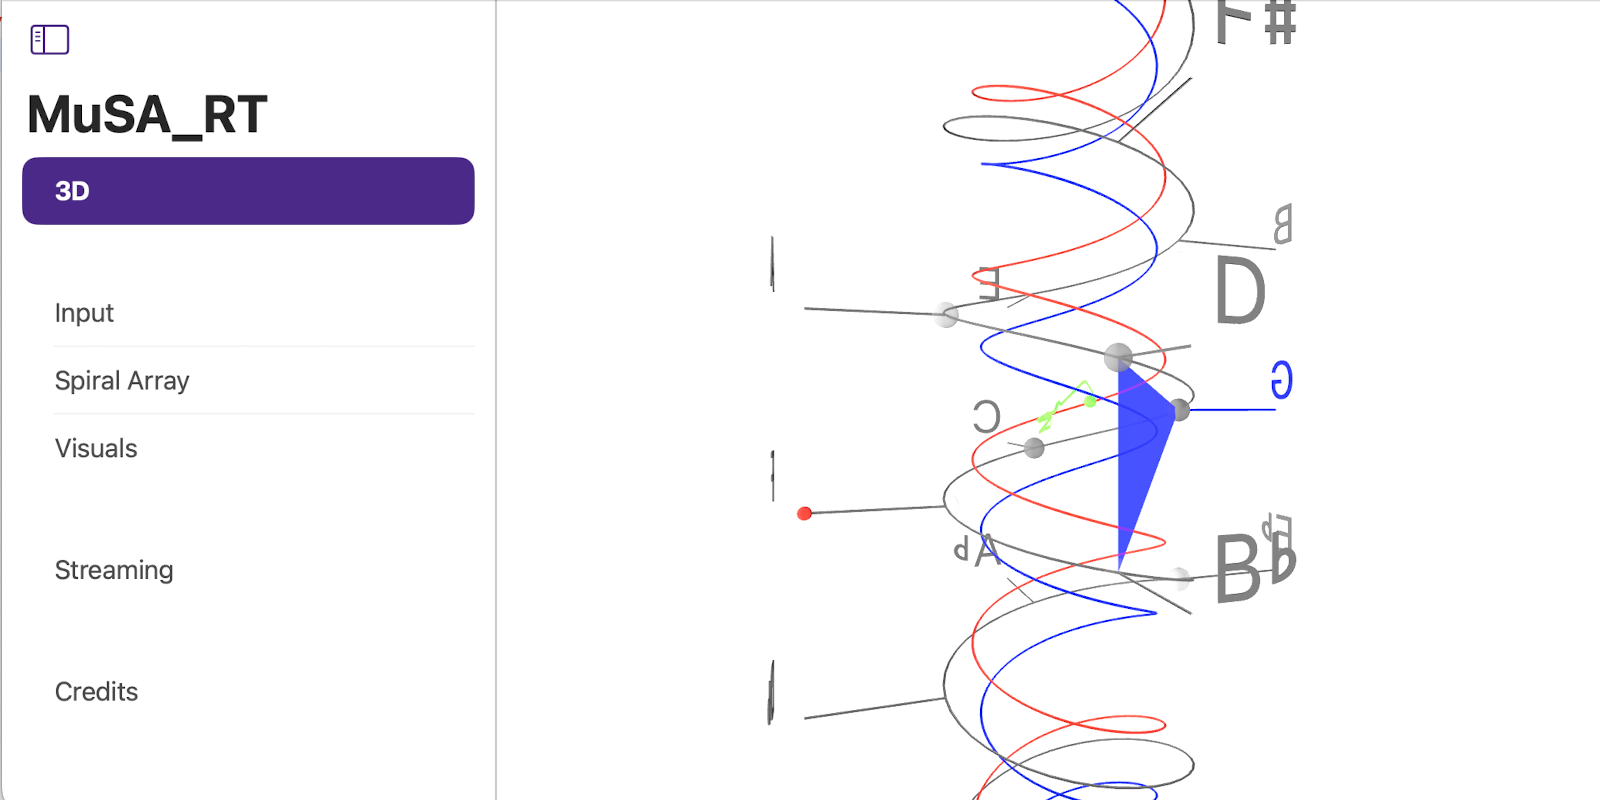 MuSA_RT
3D
Input
Spiral Array
Visuals
Streaming
Credits
F#
B
E
D
G
C
Ab
Eb
Bb